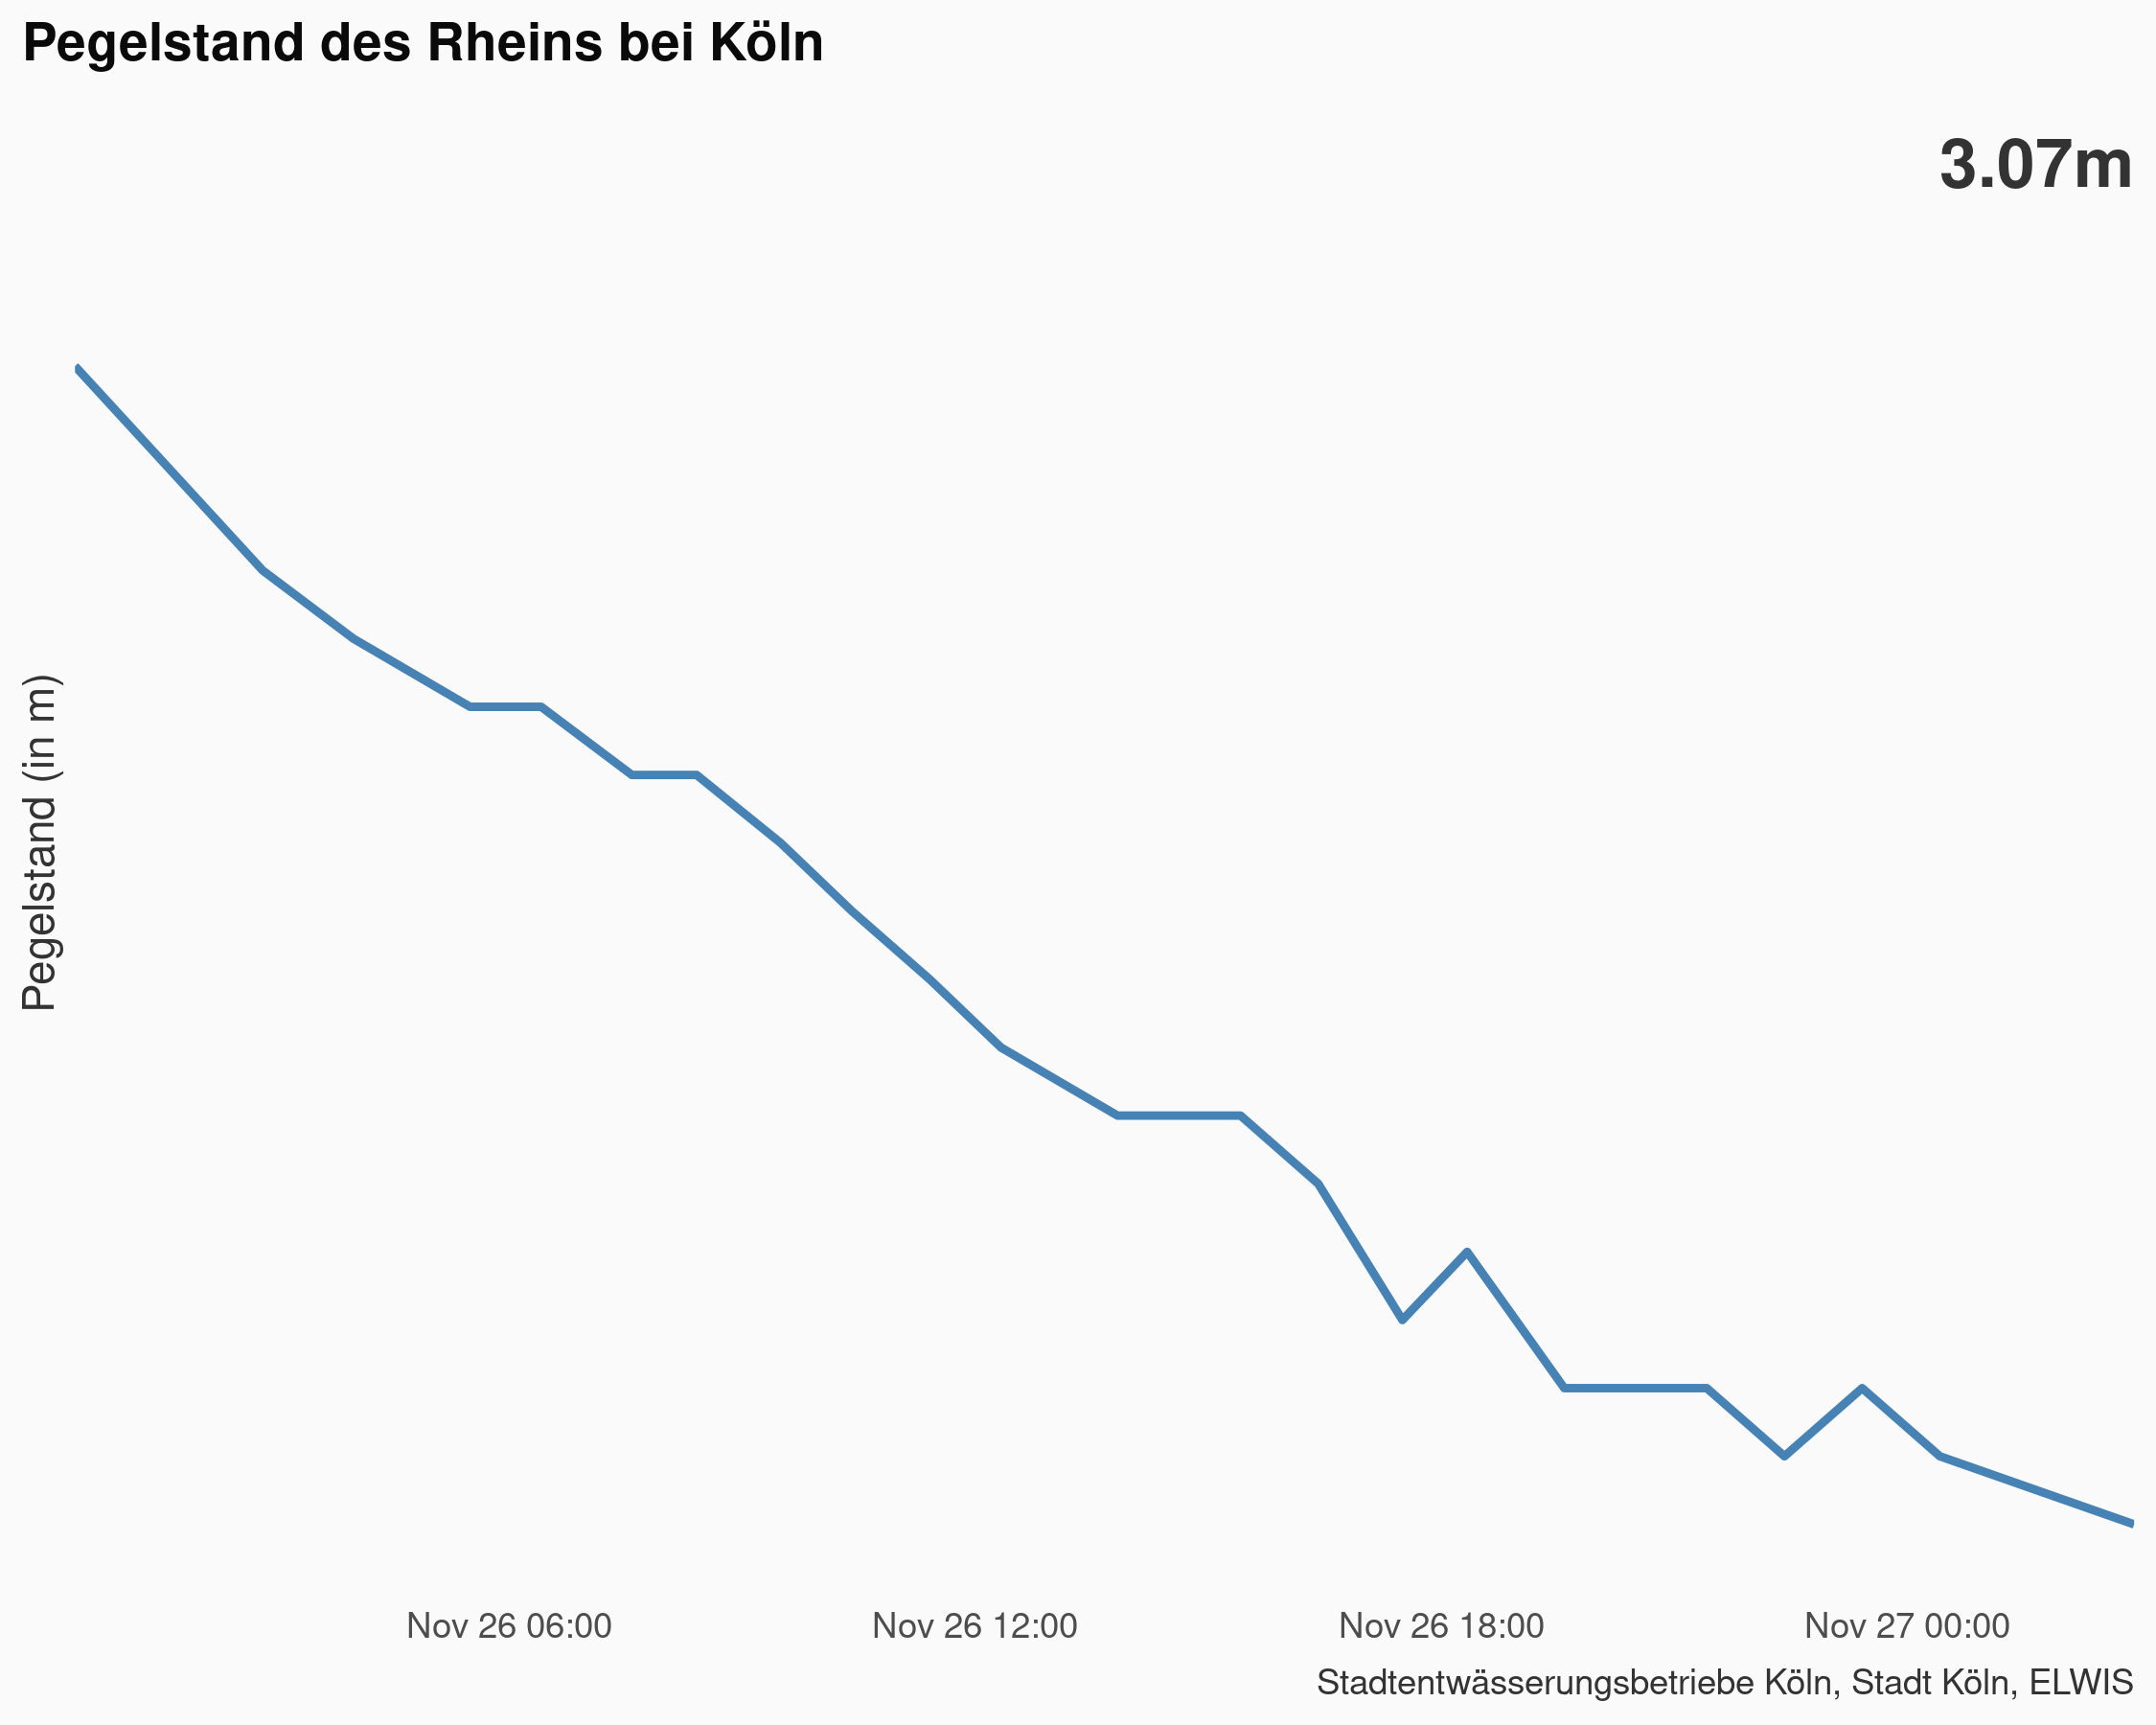 Pegelstand des Rheins bei Köln
3.07m
Pegelstand (in m)
Nov 26 06:00
Nov 26 12:00
Nov 26 18:00
Nov 27 00:00
Stadtentwässerungsbetriebe Köln, Stadt Köln, ELWIS